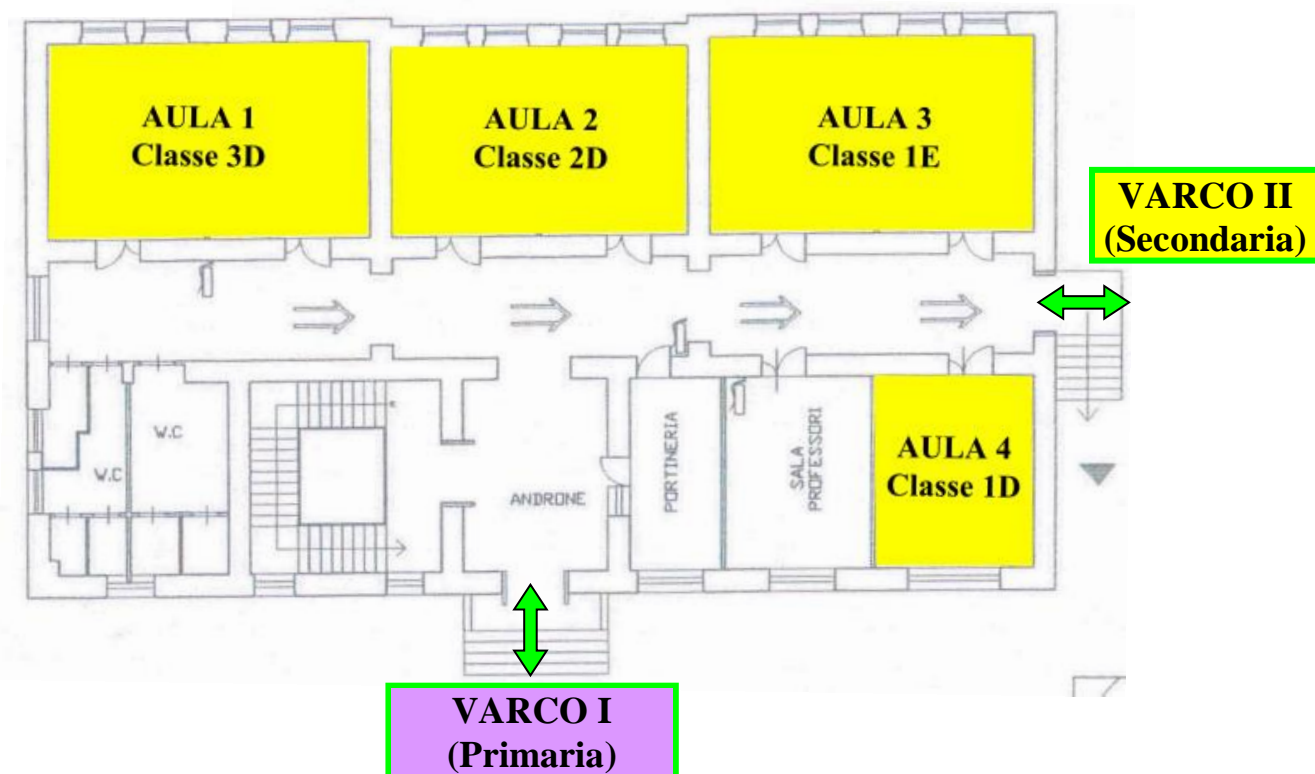 AULA 1
Classe 3D
AULA 2
Classe 2D
AULA 3
Classe 1E
VARCO II
(Secondaria)
W.C
W.C
ANDRONE
PORTINERIA
SALA
PROFESSORI
AULA 4
Classe 1D
VARCO I
(Primaria)